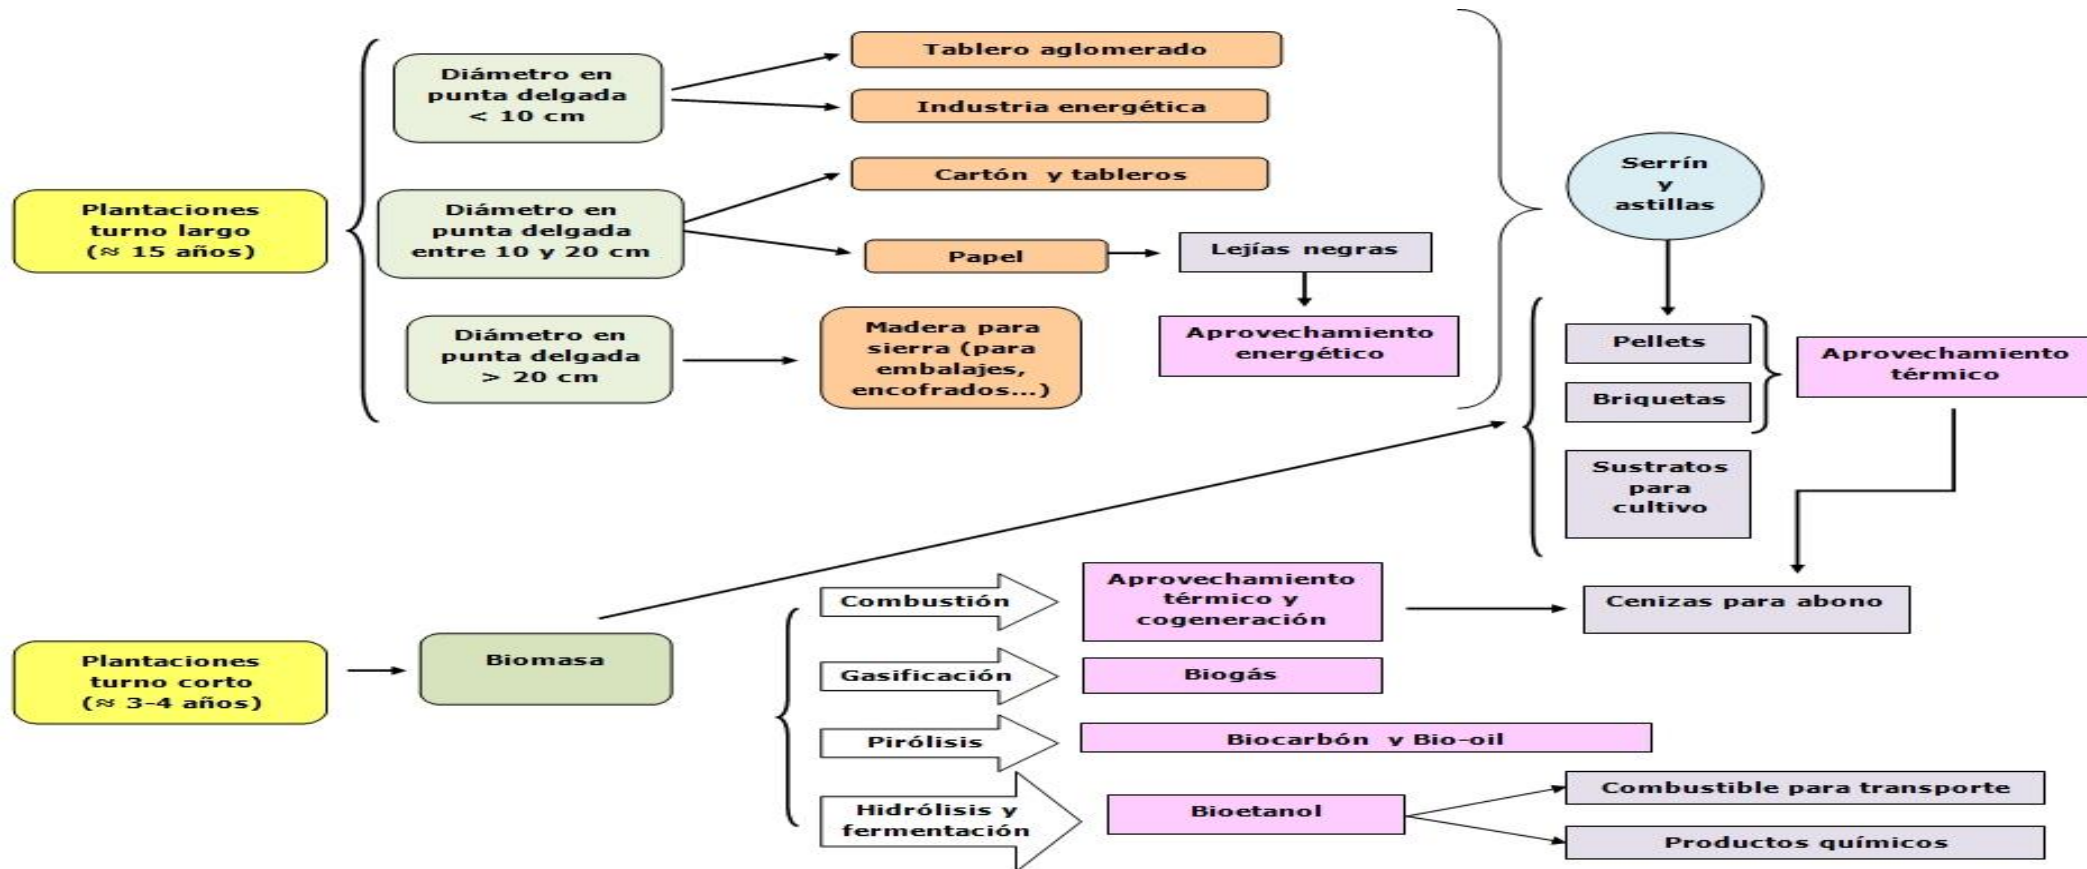 Plantaciones
turno largo
(≈ 15 años)
Diámetro en
punta delgada
< 10 cm
Tablero aglomerado
Industria energética
Diámetro en
punta delgada
entre 10 y 20 cm
Cartón y tableros
Papel
Lejías negras
Aprovechamiento
energético
Diámetro en
punta delgada
> 20 cm
Madera para
sierra (para
embalajes,
encofrados...)
Serrín
y
astillas
Pellets
Briquetas
Sustratos
para
cultivo
Aprovechamiento
térmico
Plantaciones
turno corto
(≈ 3-4 años)
Biomasa
Combustión
Aprovechamiento
térmico y
cogeneración
Cenizas para abono
Gasificación
Biogás
Pirólisis
Biocarbón y Bio-oil
Hidrólisis y
fermentación
Bioetanol
Combustible para transporte
Productos químicos